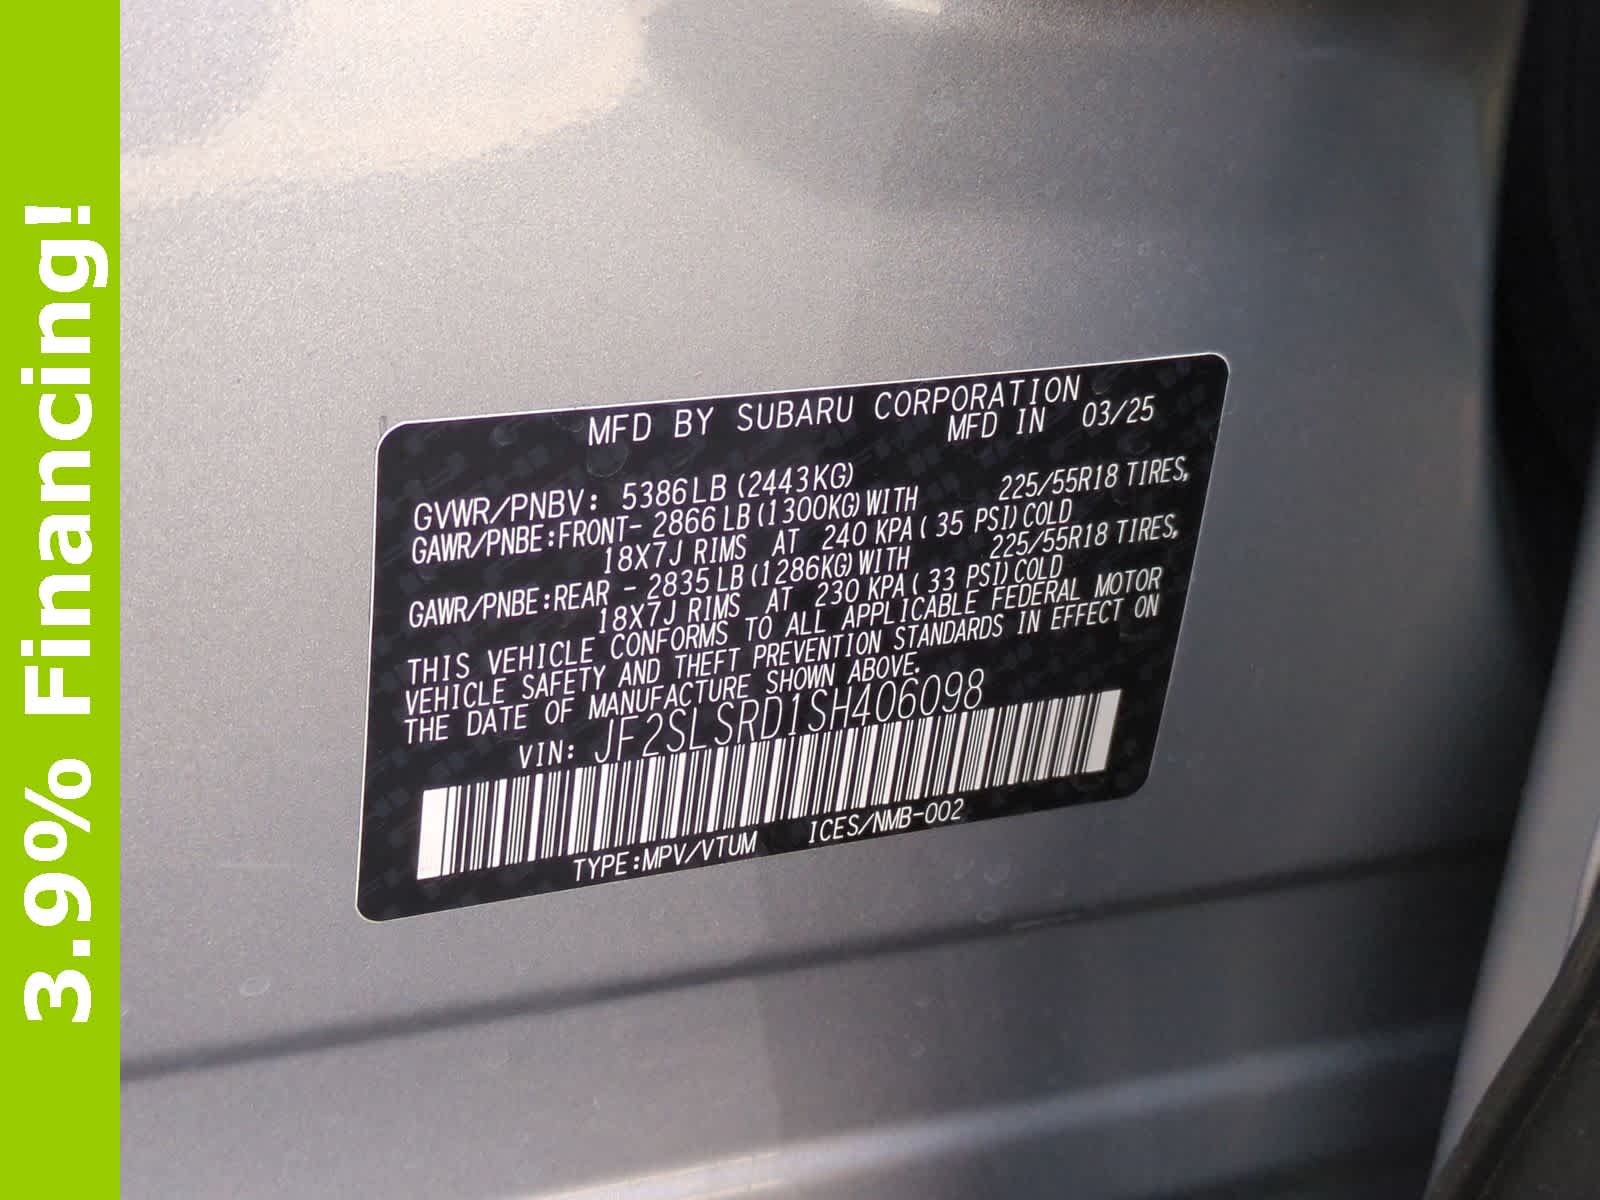 3.9% Financing!
MFD BY SUBARU CORPORATION
MFD IN 03/25
GVWR/PNBV: 5386LB(2443KG)
GAWR/PNBE:FRONT- 2866LB(1300KG)WITH 225/55R18 TIRES,
18X7J RIMS AT 240 KPA( 35 PSI)COLD
GAWR/PNBE:REAR - 2835LB(1286KG)WITH 225/55R18 TIRES,
18X7J RIMS AT 230 KPA( 33 PSI)COLD
THIS VEHICLE CONFORMS TO ALL APPLICABLE FEDERAL MOTOR
VEHICLE SAFETY AND THEFT PREVENTION STANDARDS IN EFFECT ON
THE DATE OF MANUFACTURE SHOWN ABOVE.
VIN: JF2SLSRD1SH406098
TYPE:MPV/VTUM ICES/NMB-002